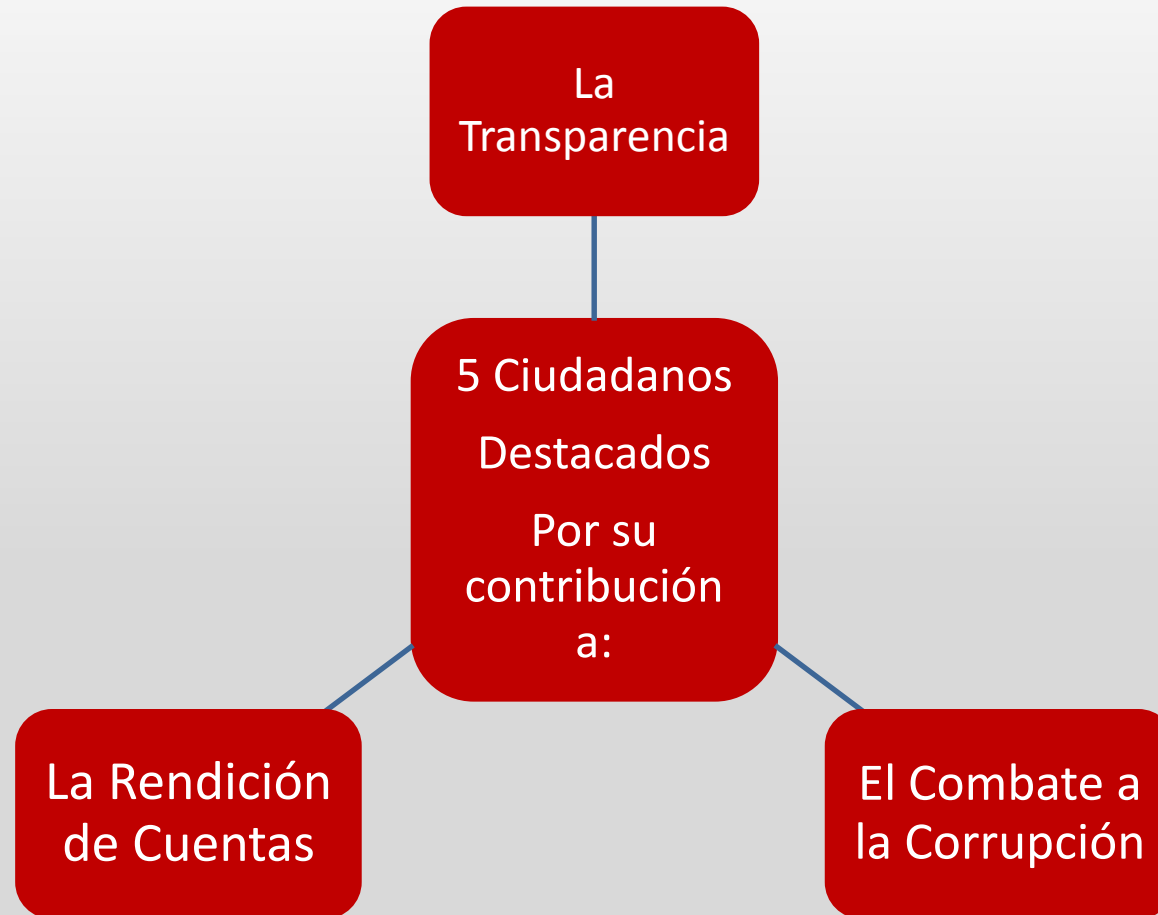 La
Transparencia
5 Ciudadanos
Destacados
Por su
contribución
a:
La Rendición
de Cuentas
El Combate a
la Corrupción